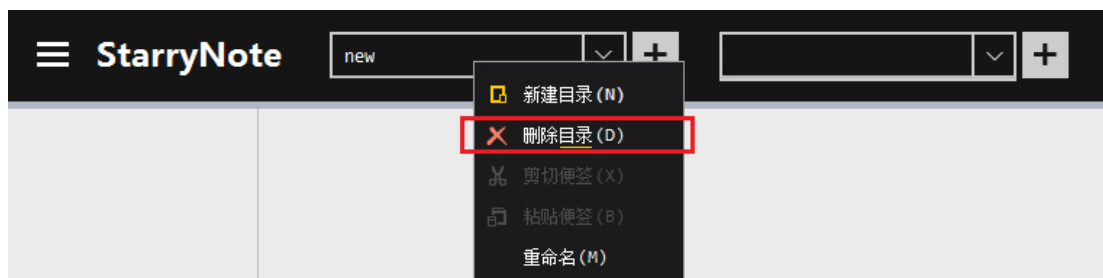 StarryNote
new
新建目录(N)
删除目录(D)
剪切便签(X)
粘贴便签(B)
重命名(M)